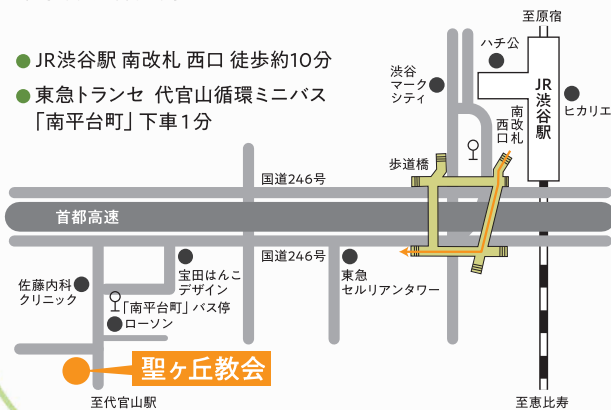 至原宿
ハチ公
● JR渋谷駅 南改札 西口 徒歩約10分
● 東急トランセ 代官山循環ミニバス
「南平台町」下車1分
渋谷
マーク
シティ
JR渋谷駅
ヒカリエ
南改札
西口
歩道橋
国道246号
首都高速
国道246号
佐藤内科
クリニック
宝田はんこ
デザイン
東急
セルリアンタワー
「南平台町」バス停
ローソン
聖ヶ丘教会
至代官山駅
至恵比寿